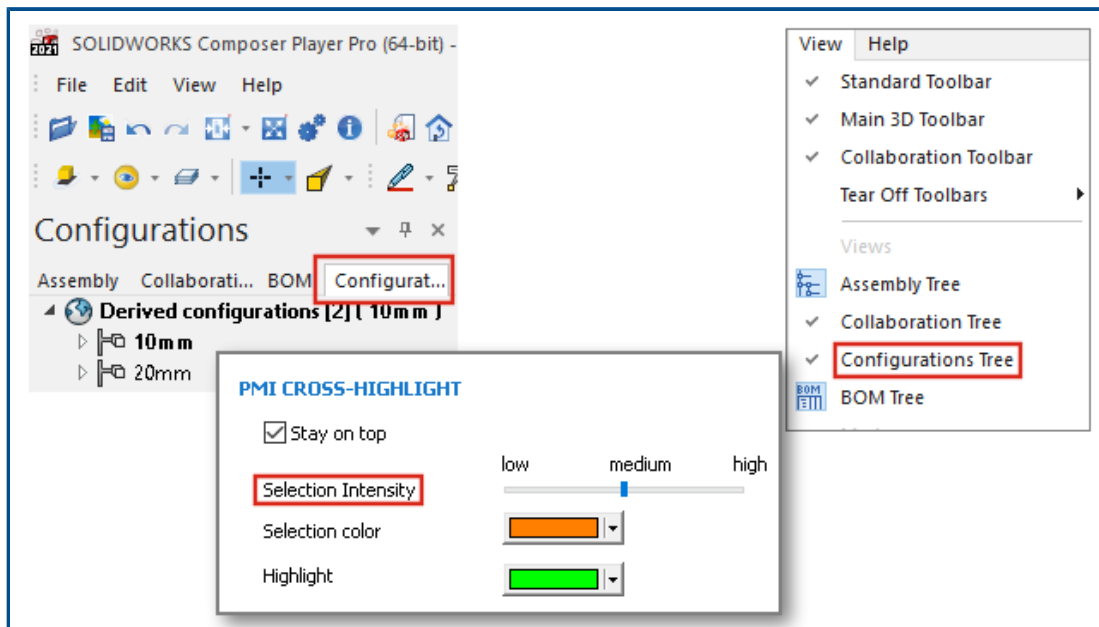 2021 SOLIDWORKS Composer Player Pro (64-bit) -
File Edit View Help
Configurations
Assembly Collaborati... BOM Configurat...
Derived configurations [2] ( 10mm )
10mm
20mm
PMI CROSS-HIGHLIGHT
Stay on top
low medium high
Selection Intensity
Selection color
Highlight
View Help
Standard Toolbar
Main 3D Toolbar
Collaboration Toolbar
Tear Off Toolbars
Views
Assembly Tree
Collaboration Tree
Configurations Tree
BOM BOM Tree